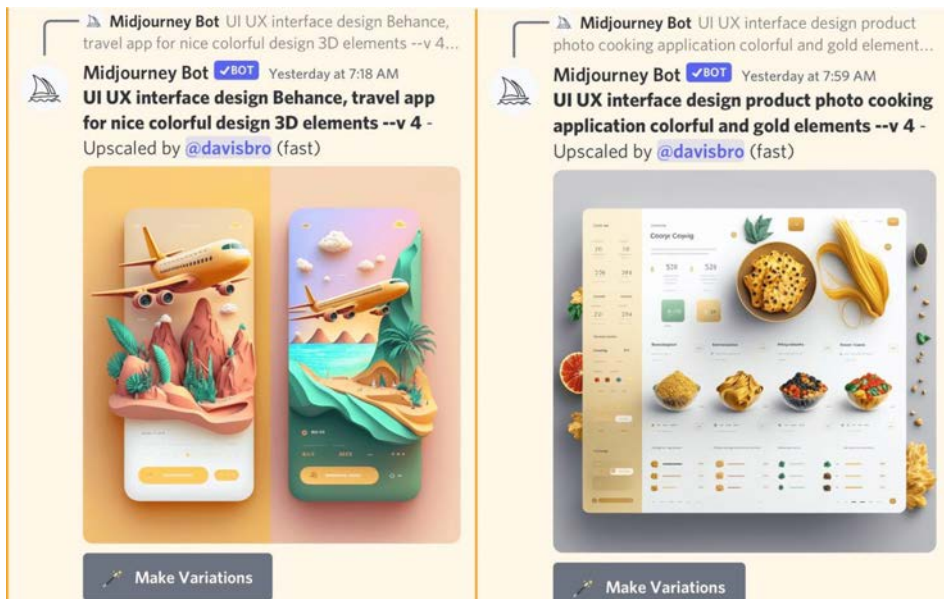 Midjourney Bot UI UX interface design Behance,
travel app for nice colorful design 3D elements --v 4...
Midjourney Bot ✓BOT Yesterday at 7:18 AM
UI UX interface design Behance, travel app
for nice colorful design 3D elements --v 4 -
Upscaled by @davisbro (fast)
Make Variations
Midjourney Bot UI UX interface design product
photo cooking application colorful and gold element...
Midjourney Bot ✓BOT Yesterday at 7:59 AM
UI UX interface design product photo cooking
application colorful and gold elements --v 4 -
Upscaled by @davisbro (fast)
Make Variations